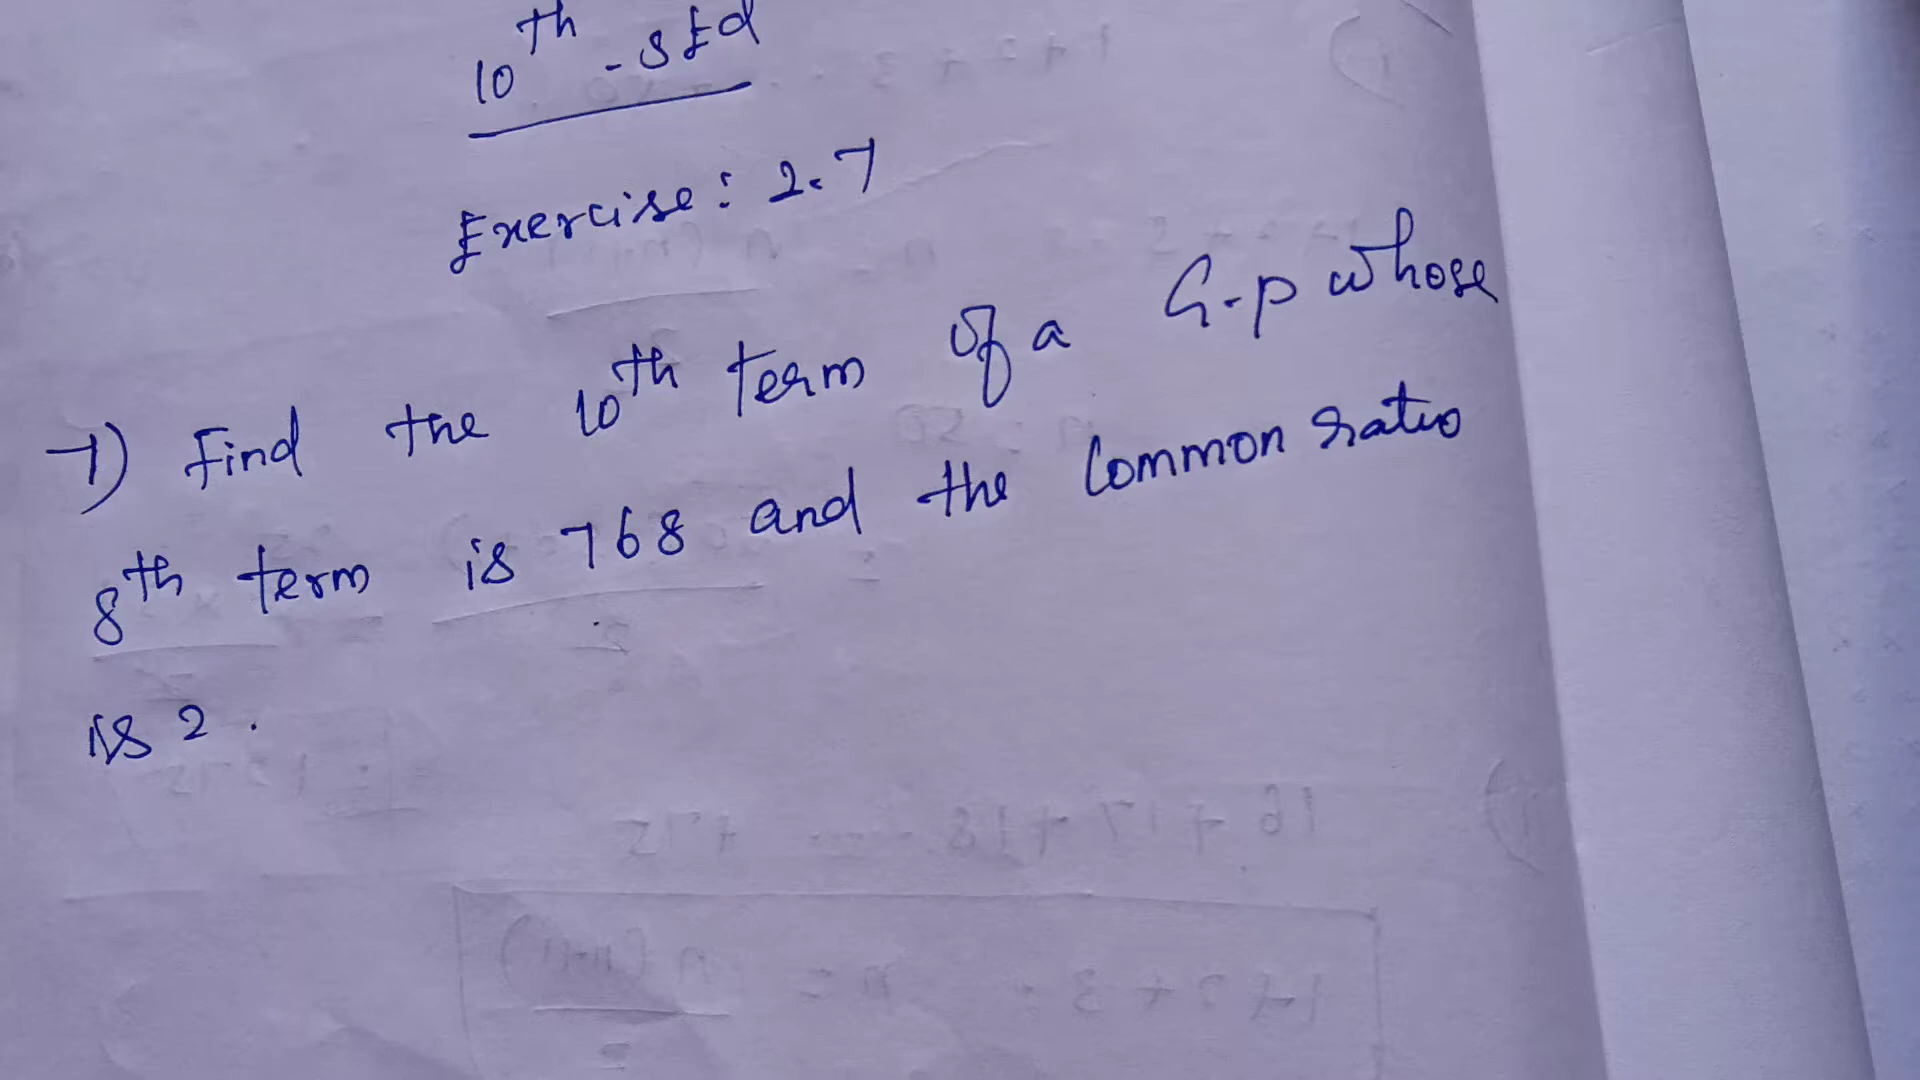 10th - std
Exercise: 2.7
7) Find the 10th term of a G.P whose
8th term is 768 and the Common ratio
is 2.